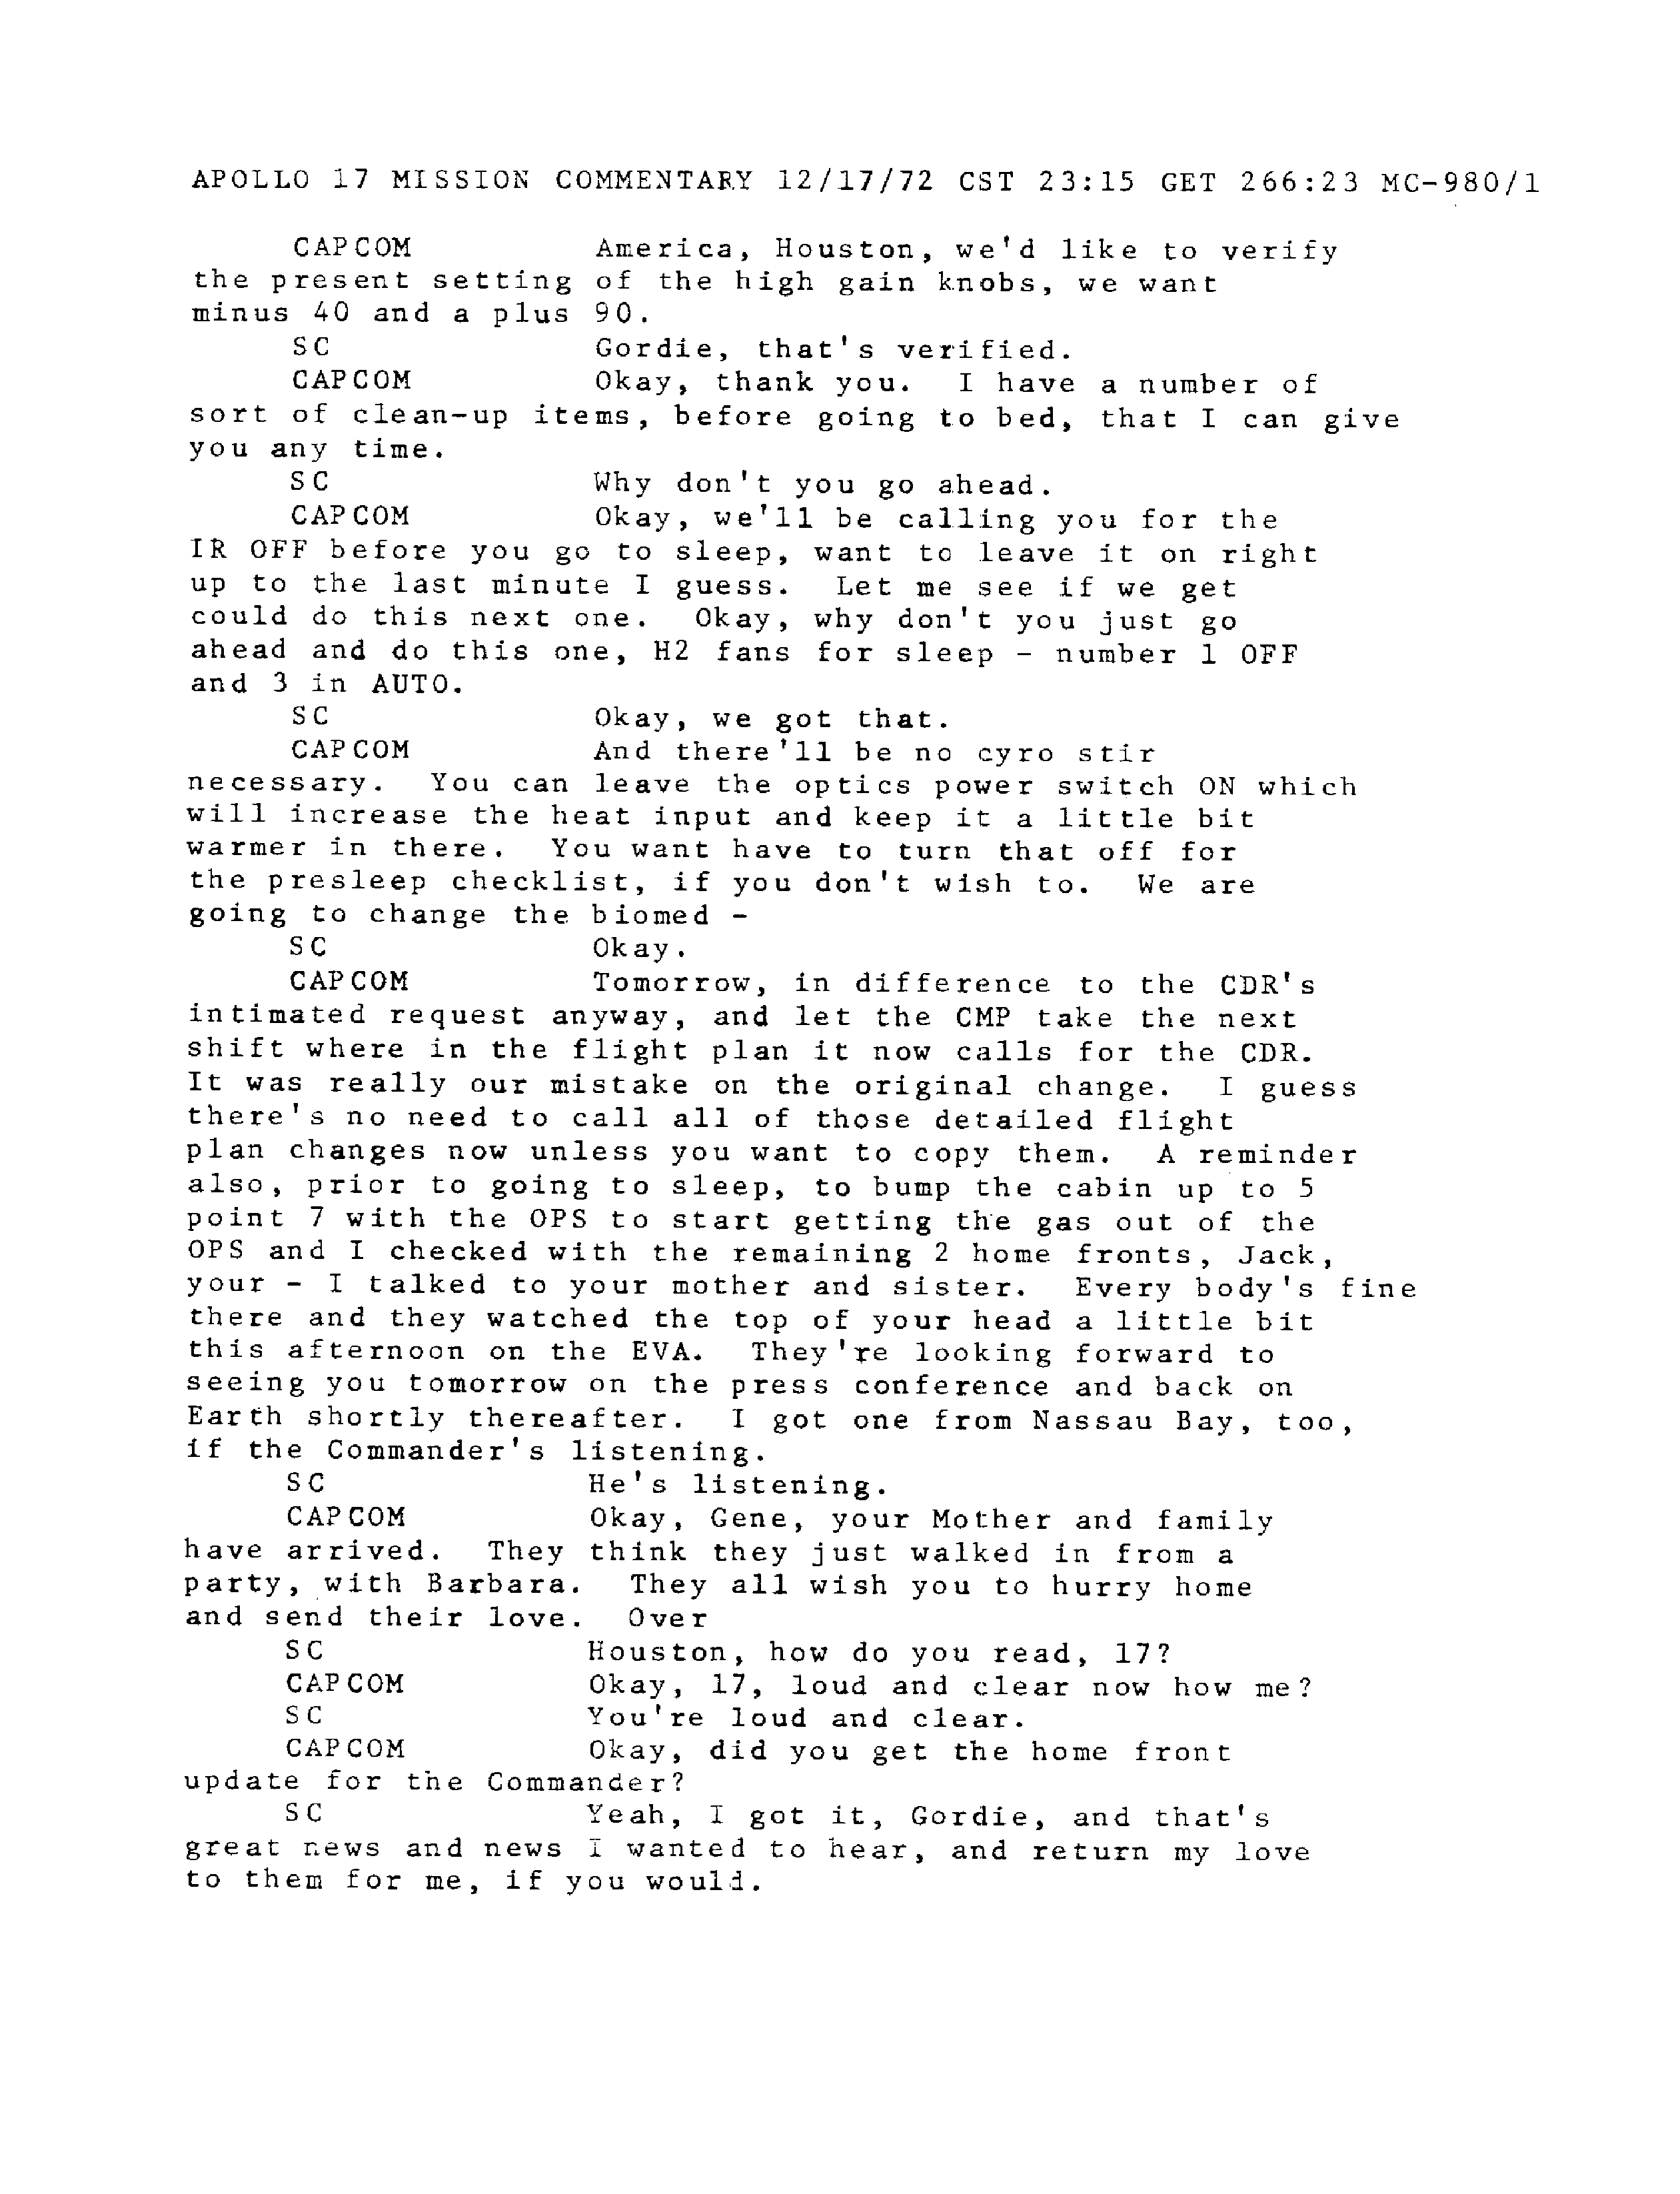 APOLLO 17 MISSION COMMENTARY 12/17/72 CST 23:15 GET 266:23 MC-980/1
CAPCOM America, Houston, we'd like to verify
the present setting of the high gain knobs, we want
minus 40 and a plus 90.
SC Gordie, that's verified.
CAPCOM Okay, thank you. I have a number of
sort of clean-up items, before going to bed, that I can give
you any time.
SC Why don't you go ahead.
CAPCOM Okay, we'll be calling you for the
IR OFF before you go to sleep, want to leave it on right
up to the last minute I guess. Let me see if we get
could do this next one. Okay, why don't you just go
ahead and do this one, H2 fans for sleep - number 1 OFF
and 3 in AUTO.
SC Okay, we got that.
CAPCOM And there'll be no cyro stir
necessary. You can leave the optics power switch ON which
will increase the heat input and keep it a little bit
warmer in there. You want have to turn that off for
the presleep checklist, if you don't wish to. We are
going to change the biomed -
SC Okay.
CAPCOM Tomorrow, in difference to the CDR's
intimated request anyway, and let the CMP take the next
shift where in the flight plan it now calls for the CDR.
It was really our mistake on the original change. I guess
there's no need to call all of those detailed flight
plan changes now unless you want to copy them. A reminder
also, prior to going to sleep, to bump the cabin up to 5
point 7 with the OPS to start getting the gas out of the
OPS and I checked with the remaining 2 home fronts, Jack,
your - I talked to your mother and sister. Every body's fine
there and they watched the top of your head a little bit
this afternoon on the EVA. They're looking forward to
seeing you tomorrow on the press conference and back on
Earth shortly thereafter. I got one from Nassau Bay, too,
if the Commander's listening.
SC He's listening.
CAPCOM Okay, Gene, your Mother and family
have arrived. They think they just walked in from a
party, with Barbara. They all wish you to hurry home
and send their love. Over
SC Houston, how do you read, 17?
CAPCOM Okay, 17, loud and clear now how me?
SC You're loud and clear.
CAPCOM Okay, did you get the home front
update for the Commander?
SC Yeah, I got it, Gordie, and that's
great news and news I wanted to hear, and return my love
to them for me, if you would.